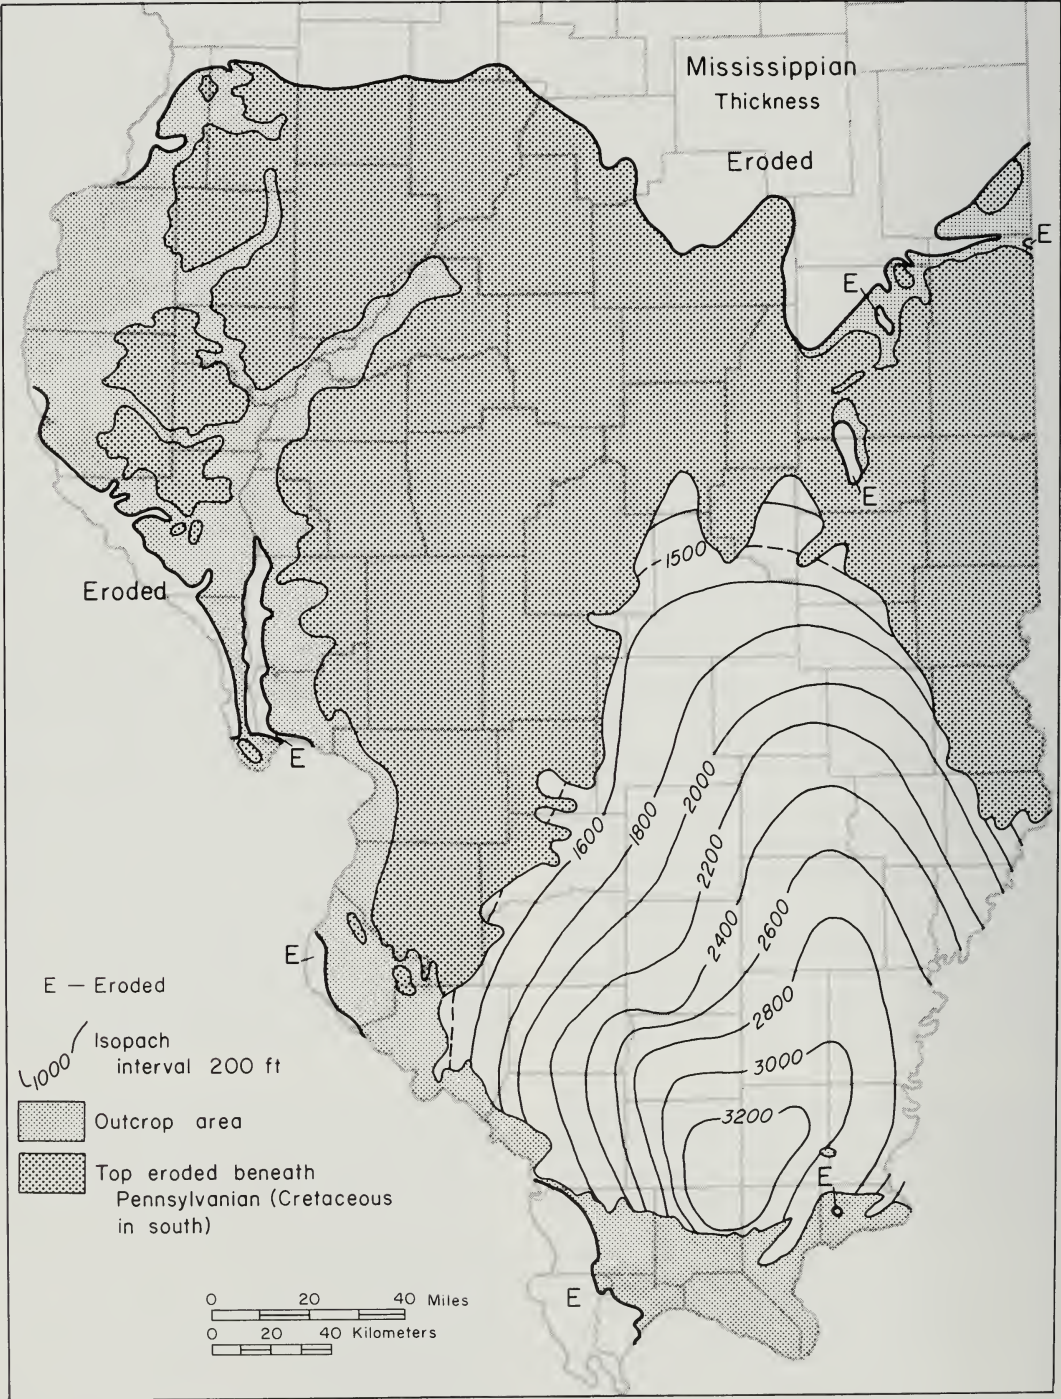 Mississippian
Thickness
Eroded
E
E
E
1500
Eroded
E
1600
1800
2000
2200
2400
2600
2800
3000
3200
E
E
E
E — Eroded
1000
Isopach
interval 200 ft
Outcrop area
Top eroded beneath
Pennsylvanian (Cretaceous
in south)
0 20 40 Miles
0 20 40 Kilometers